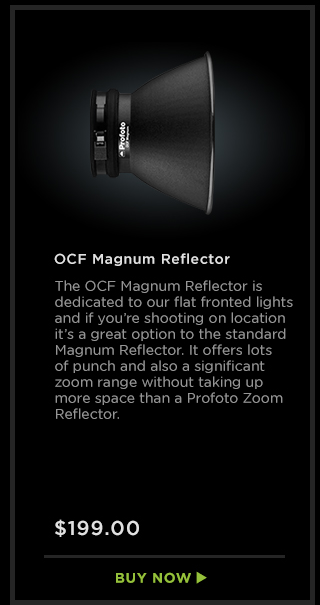 Profoto
OCF Magnum Reflector
The OCF Magnum Reflector is
dedicated to our flat fronted lights
and if you're shooting on location
it's a great option to the standard
Magnum Reflector. It offers lots
of punch and also a significant
zoom range without taking up
more space than a Profoto Zoom
Reflector.
$199.00
BUY NOW